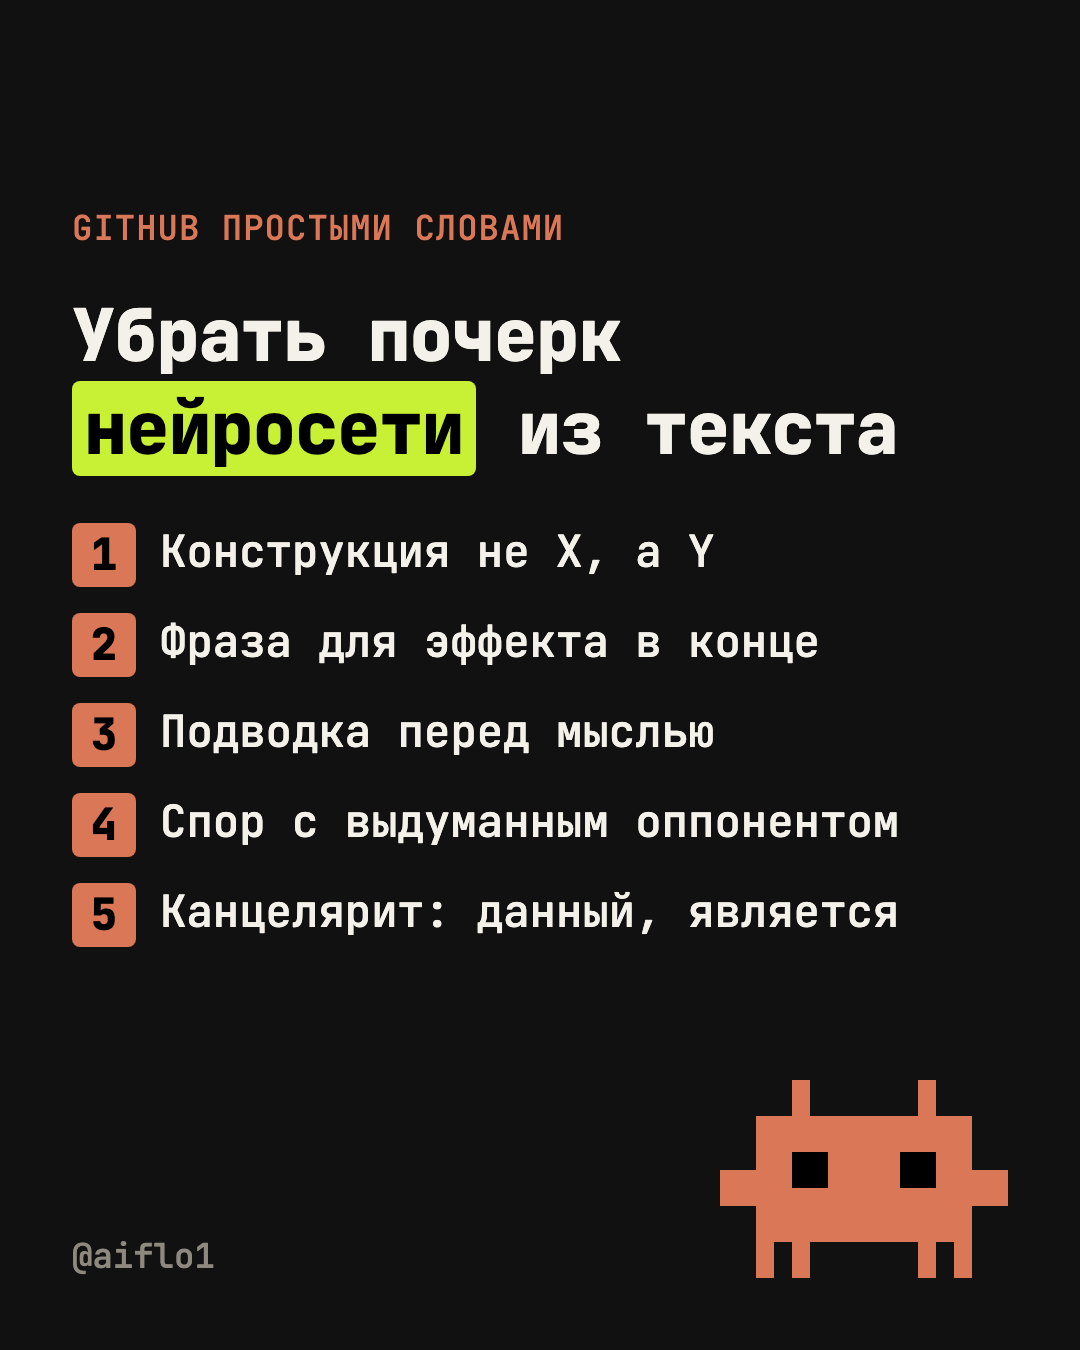 GITHUB ПРОСТЫМИ СЛОВАМИ
Убрать почерк
нейросети из текста
1 Конструкция не X, а Y
2 Фраза для эффекта в конце
3 Подводка перед мыслью
4 Спор с выдуманным оппонентом
5 Канцелярит: данный, является
@aiflo1